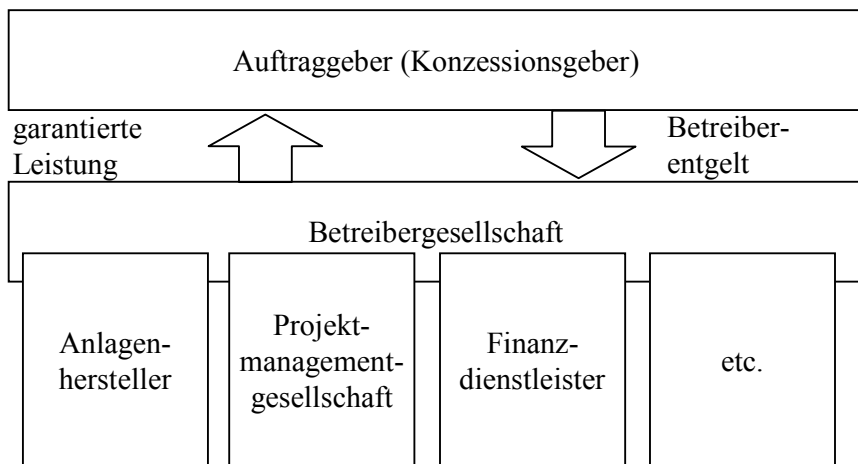 Auftraggeber (Konzessionsgeber)
garantierte
Leistung
Betreiber-
entgelt
Betreibergesellschaft
Anlagen-
hersteller
Projekt-
management-
gesellschaft
Finanz-
dienstleister
etc.